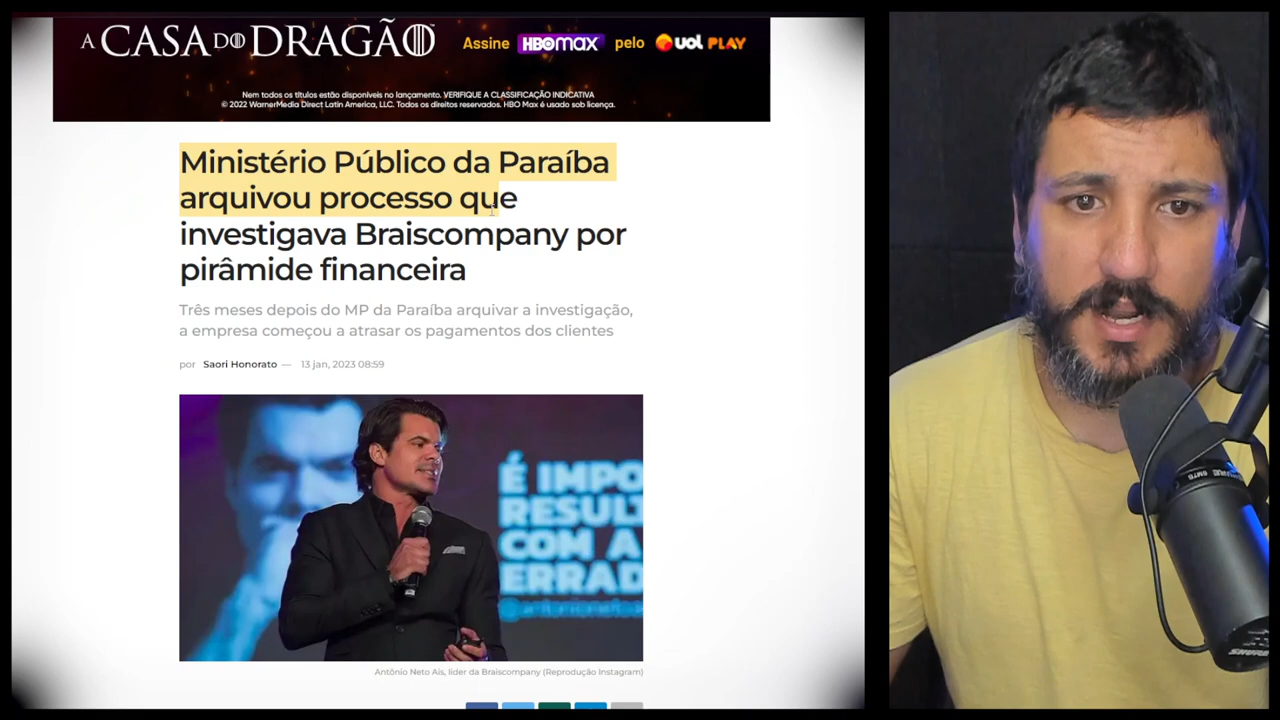 A CASA DO DRAGÃO
Assine HBOmax pelo uol PLAY
Nem todos os títulos estão disponíveis no lançamento. VERIFIQUE A CLASSIFICAÇÃO INDICATIVA
© 2022 WarnerMedia Direct Latin America, LLC. Todos os direitos reservados. HBO Max é usado sob licença.
Ministério Público da Paraíba
arquivou processo que
investigava Braiscompany por
pirâmide financeira
Três meses depois do MP da Paraíba arquivar a investigação,
a empresa começou a atrasar os pagamentos dos clientes
por Saori Honorato — 13 jan, 2023 08:59
É IMPO
RESUL
COM A
ERRAD
Antônio Neto Ais, líder da Braiscompany (Reprodução Instagram)